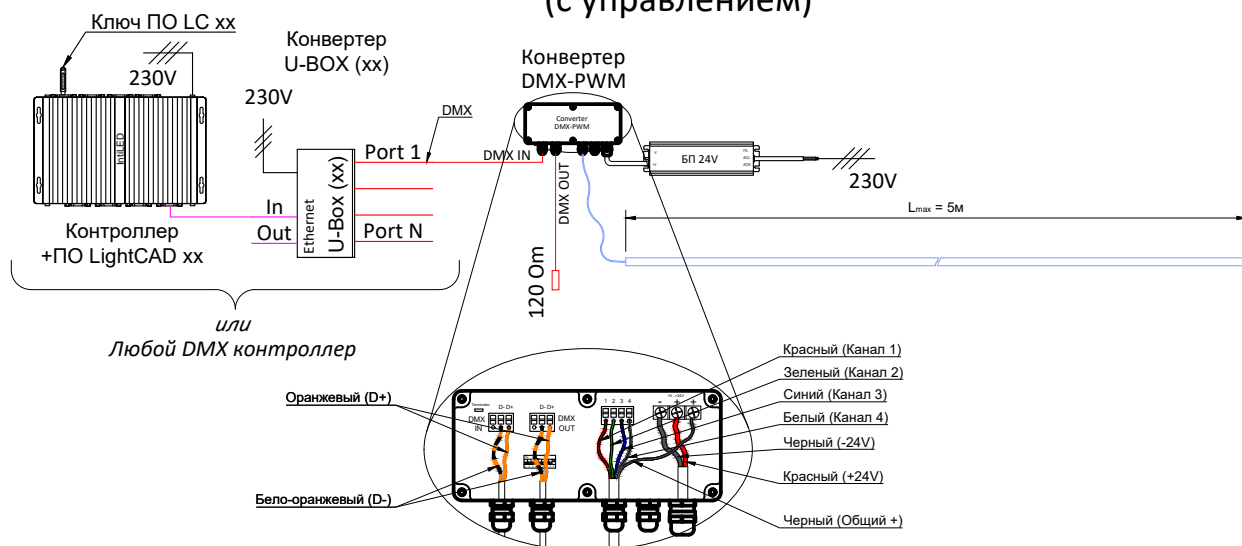 (с управлением)
Ключ ПО LC xx
230V
Конвертер
U-BOX (xx)
230V
Конвертер
DMX-PWM
IntiLED
Converter
DMX-PWM
DMX
Port 1
DMX IN
БП 24V
230V
DMX OUT
Lmax = 5м
In
Out
Ethernet
U-Box (xx)
Port N
Контроллер
+ПО LightCAD xx
120 Om
или
Любой DMX контроллер
Красный (Канал 1)
Зеленый (Канал 2)
Синий (Канал 3)
Белый (Канал 4)
Черный (-24V)
Красный (+24V)
Черный (Общий +)
Оранжевый (D+)
Бело-оранжевый (D-)
Terminator
D- D+
D- D+
1 2 3 4
DMX
IN
DMX
OUT
- + +